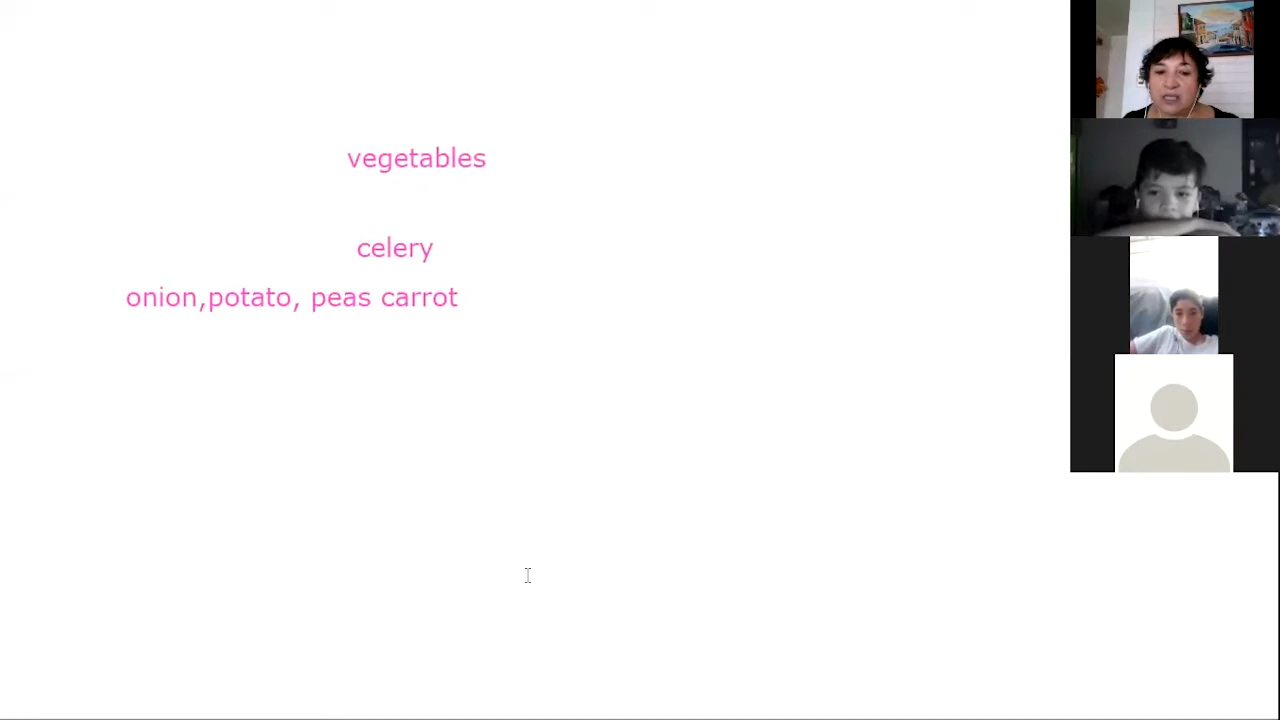 vegetables
celery
onion,potato, peas carrot